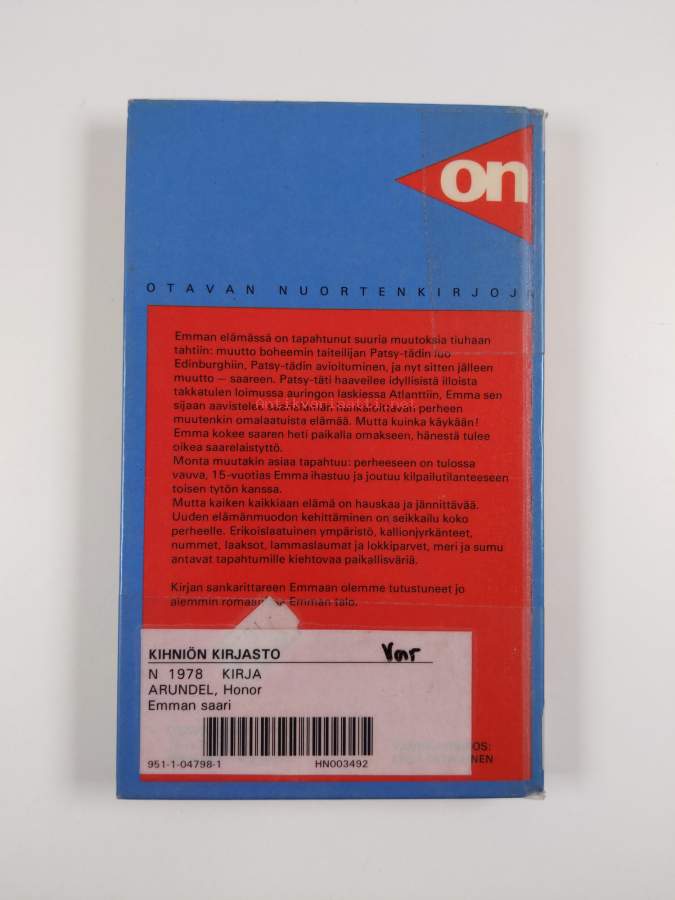 on
OTAVAN NUORTENKIRJOJA
Emman elämässä on tapahtunut suuria muutoksia tiuhaan
tahtiin: muutto boheemin taiteilijan Patsy-tädin luo
Edinburghiin, Patsy-tädin avioituminen, ja nyt sitten jälleen
muutto — saareen. Patsy-täti haaveilee idyllisistä illoista
takkatulen loimussa auringon laskiessa Atlanttiin, Emma sen
sijaan aavistelee saarielämän hankaloittavan perheen
muutenkin omalaatuista elämää. Mutta kuinka käykään!
Emma kokee saaren heti paikalla omakseen, hänestä tulee
oikea saarelaistyttö.
Monta muutakin asiaa tapahtuu: perheeseen on tulossa
vauva, 15-vuotias Emma ihastuu ja joutuu kilpailutilanteeseen
toisen tytön kanssa.
Mutta kaiken kaikkiaan elämä on hauskaa ja jännittävää.
Uuden elämänmuodon kehittäminen on seikkailu koko
perheelle. Erikoislaatuinen ympäristö, kallionjyrkänteet,
nummet, laaksot, lammaslaumat ja lokkiparvet, meri ja sumu
antavat tapahtumille kiehtovaa paikallisväriä.
Kirjan sankarittareen Emmaan olemme tutustuneet jo
aiemmin Emman talo.
KIHNIÖN KIRJASTO Var
N 1978 KIRJA
ARUNDEL, Honor
Emman saari
951-1-04798-1 HN003492